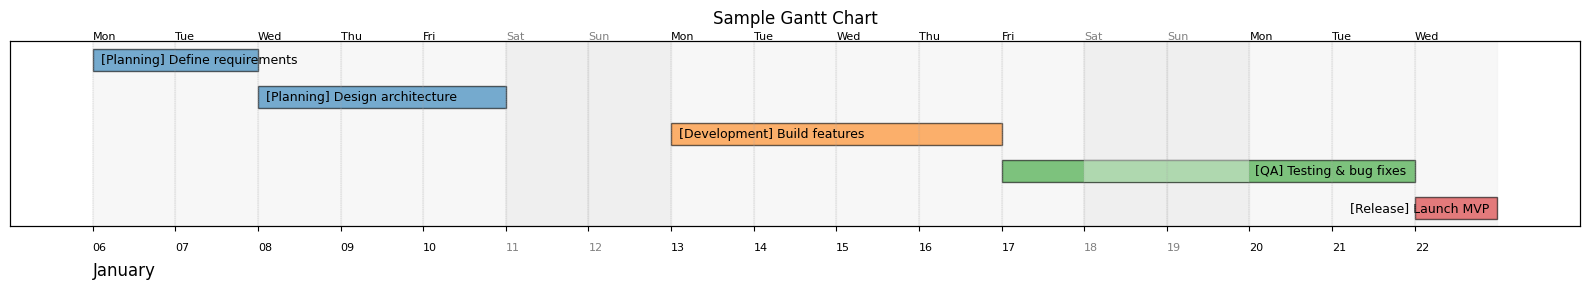 Sample Gantt Chart
Mon Tue Wed Thu Fri Sat Sun Mon Tue Wed Thu Fri Sat Sun Mon Tue Wed
[Planning] Define requirements
[Planning] Design architecture
[Development] Build features
[QA] Testing & bug fixes
[Release] Launch MVP
06 07 08 09 10 11 12 13 14 15 16 17 18 19 20 21 22
January